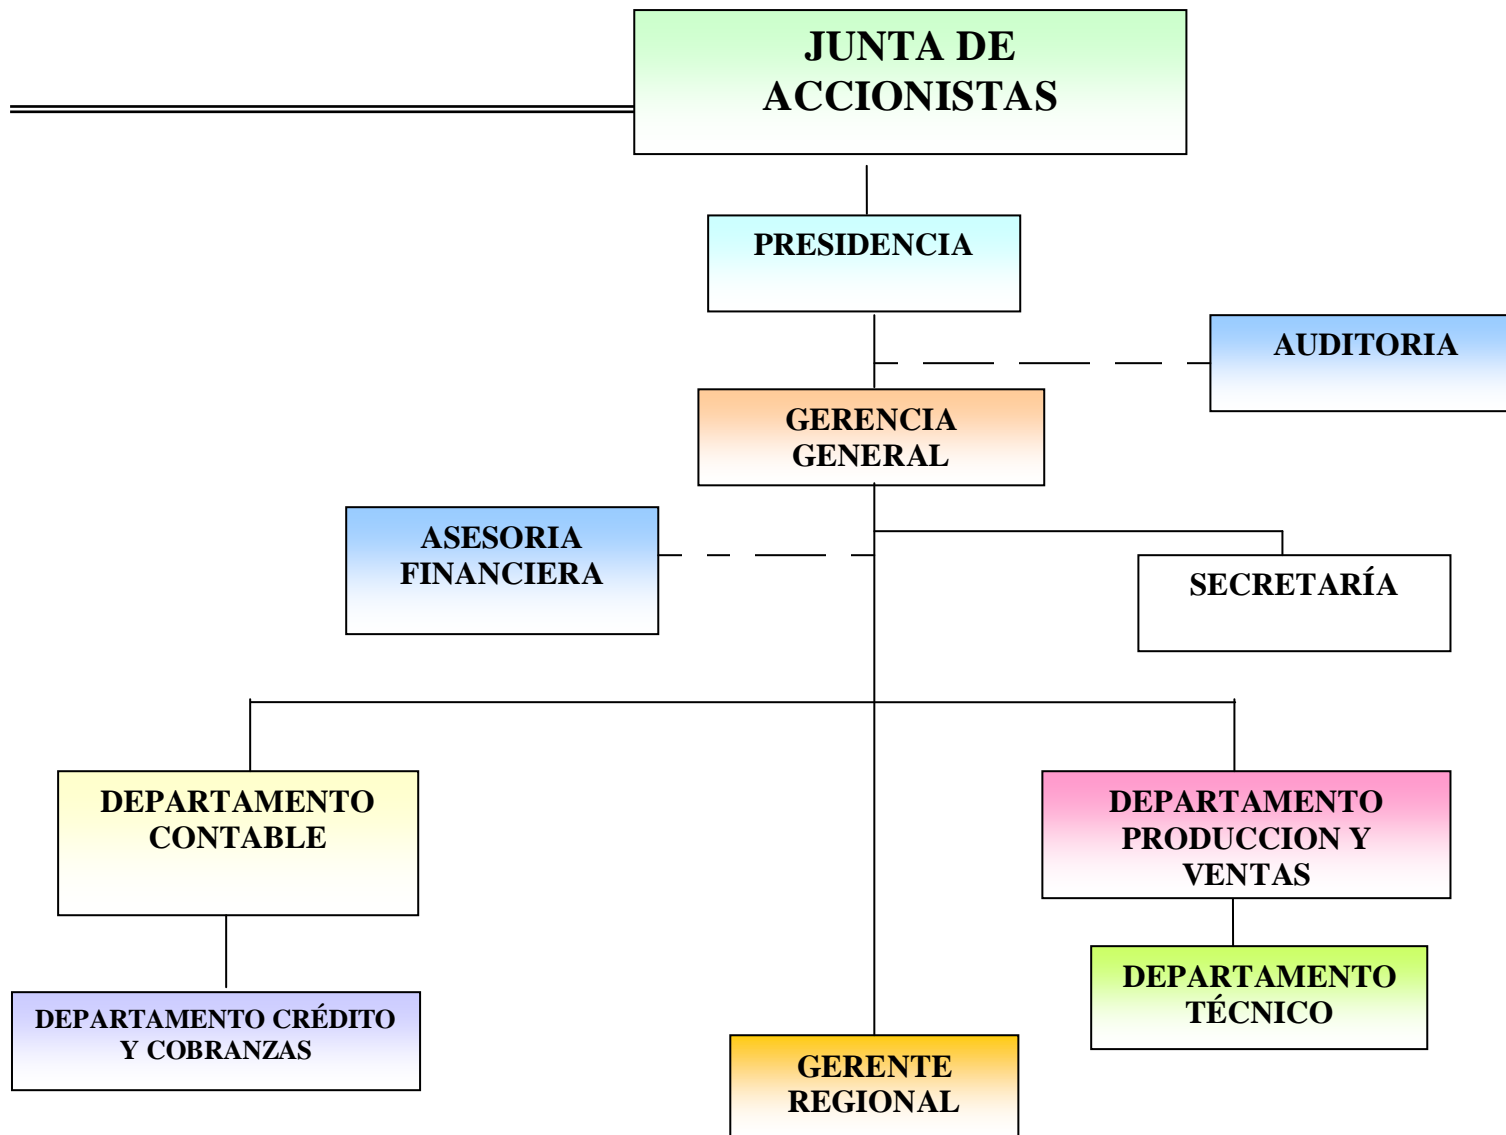 JUNTA DE
ACCIONISTAS
PRESIDENCIA
AUDITORIA
GERENCIA
GENERAL
ASESORIA
FINANCIERA
SECRETARÍA
DEPARTAMENTO
CONTABLE
DEPARTAMENTO
PRODUCCION Y
VENTAS
DEPARTAMENTO
TÉCNICO
DEPARTAMENTO CRÉDITO
Y COBRANZAS
GERENTE
REGIONAL